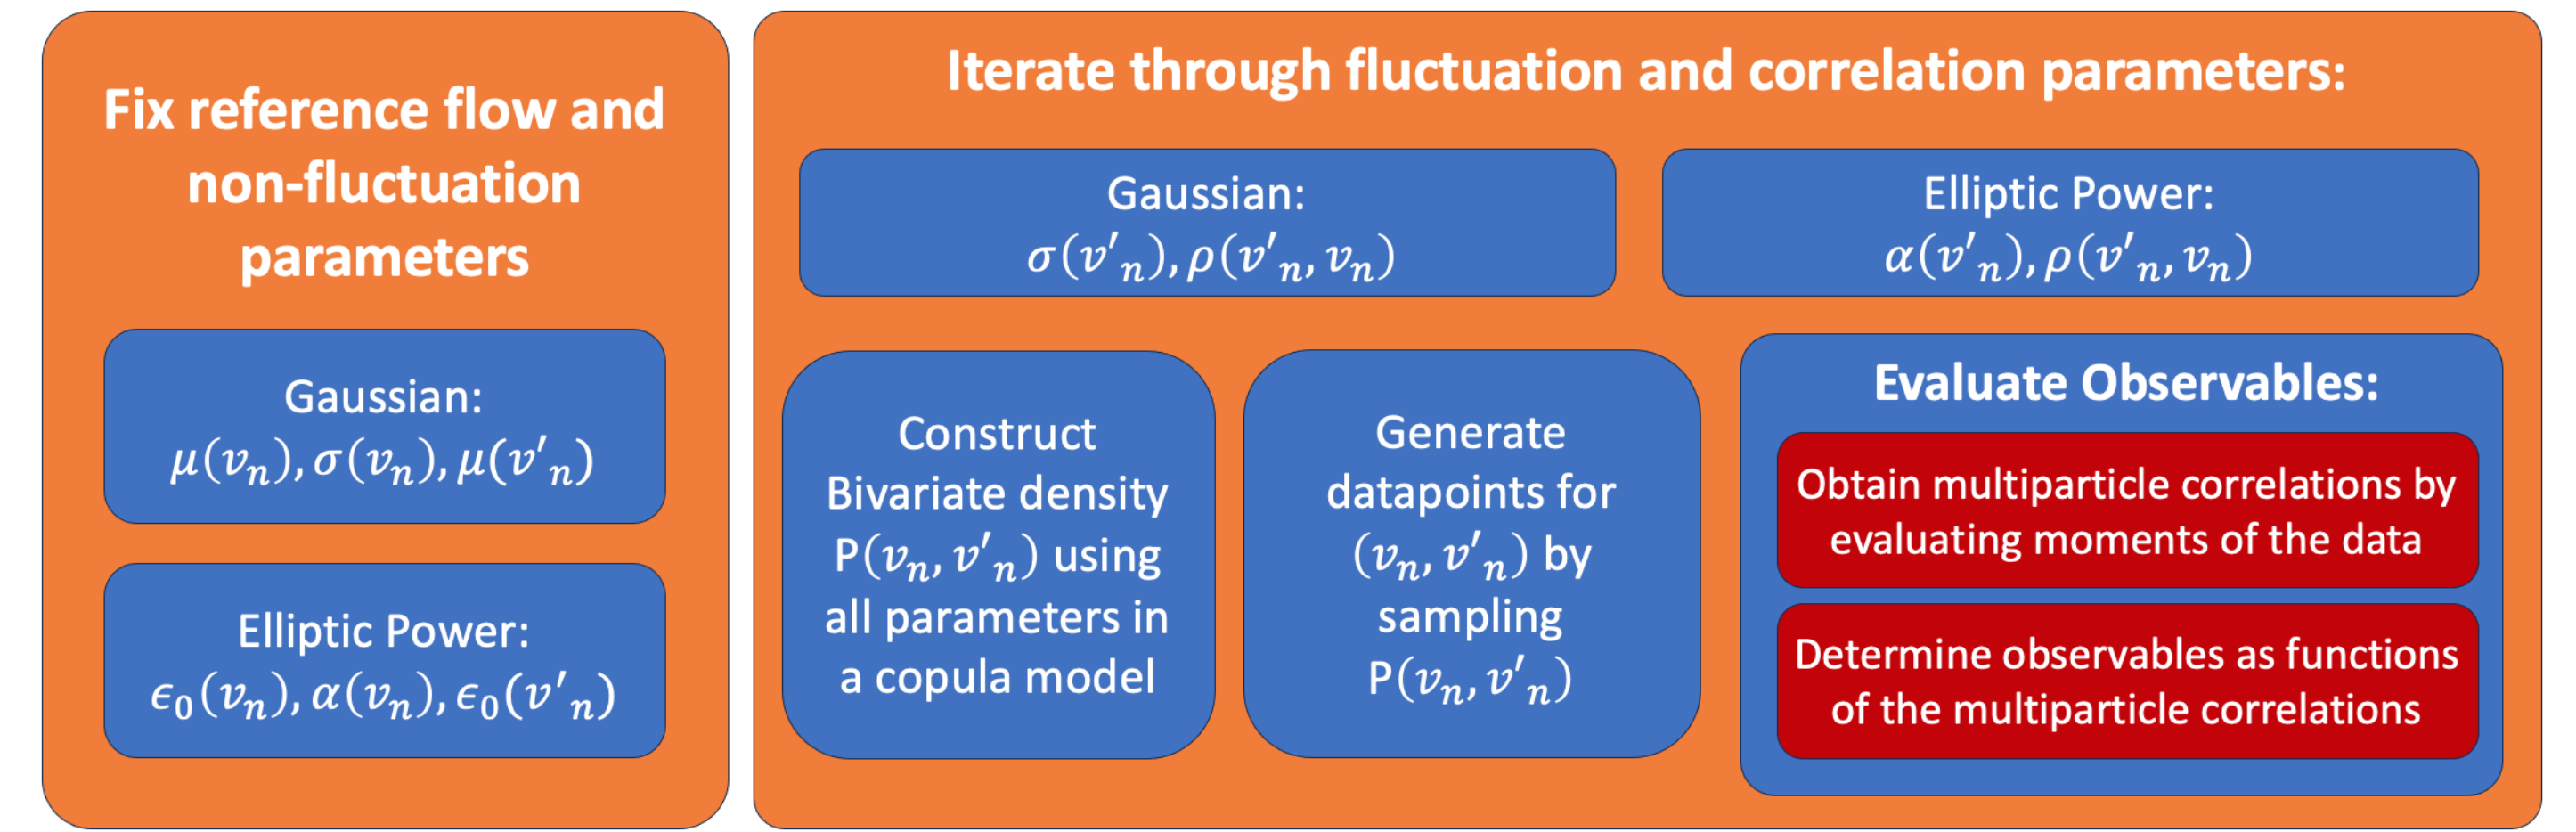 Fix reference flow and
non-fluctuation
parameters
Gaussian:
μ(vₙ), σ(vₙ), μ(v′ₙ)
Elliptic Power:
ϵ₀(vₙ), α(vₙ), ϵ₀(v′ₙ)
Iterate through fluctuation and correlation parameters:
Gaussian:
σ(v′ₙ), ρ(v′ₙ, vₙ)
Elliptic Power:
α(v′ₙ), ρ(v′ₙ, vₙ)
Construct
Bivariate density
P(vₙ, v′ₙ) using
all parameters in
a copula model
Generate
datapoints for
(vₙ, v′ₙ) by
sampling
P(vₙ, v′ₙ)
Evaluate Observables:
Obtain multiparticle correlations by
evaluating moments of the data
Determine observables as functions
of the multiparticle correlations